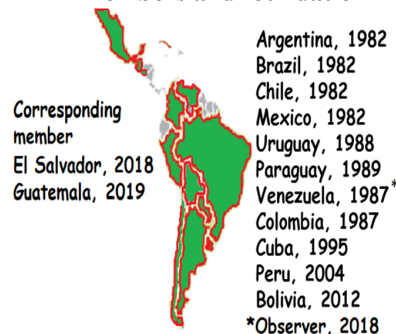 Corresponding
member
El Salvador, 2018
Guatemala, 2019
Argentina, 1982
Brazil, 1982
Chile, 1982
Mexico, 1982
Uruguay, 1988
Paraguay, 1989
Venezuela, 1987*
Colombia, 1987
Cuba, 1995
Peru, 2004
Bolivia, 2012
*Observer, 2018